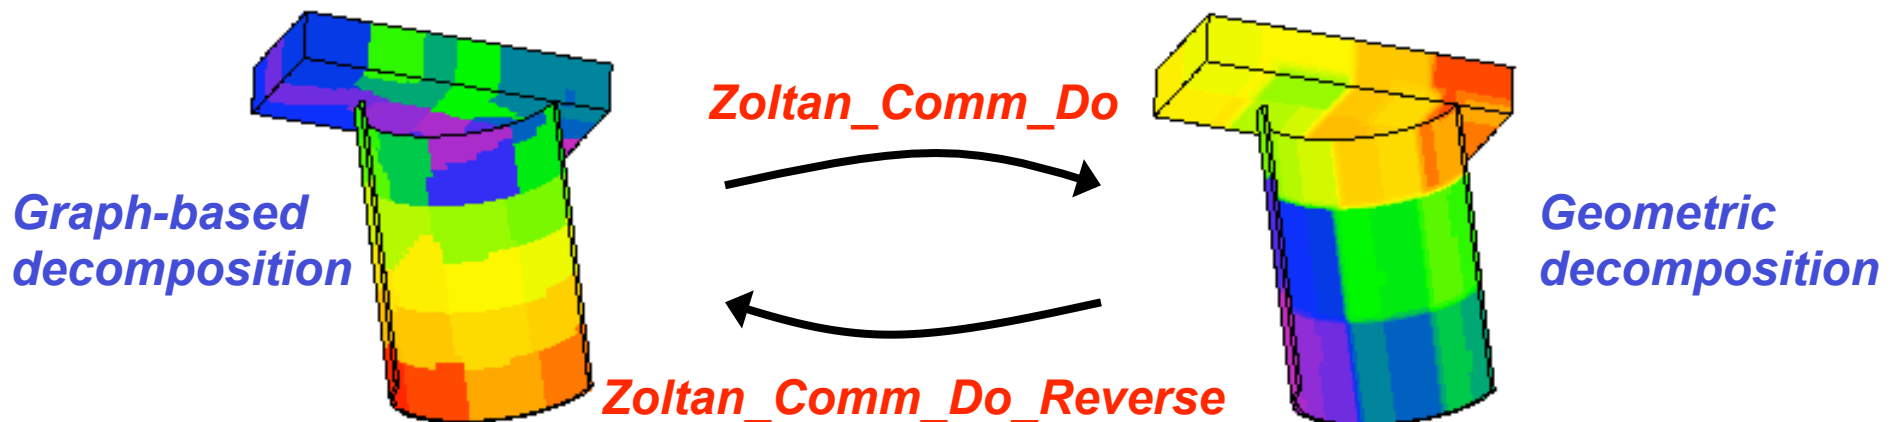 Zoltan_Comm_Do
Graph-based
decomposition
Geometric
decomposition
Zoltan_Comm_Do_Reverse